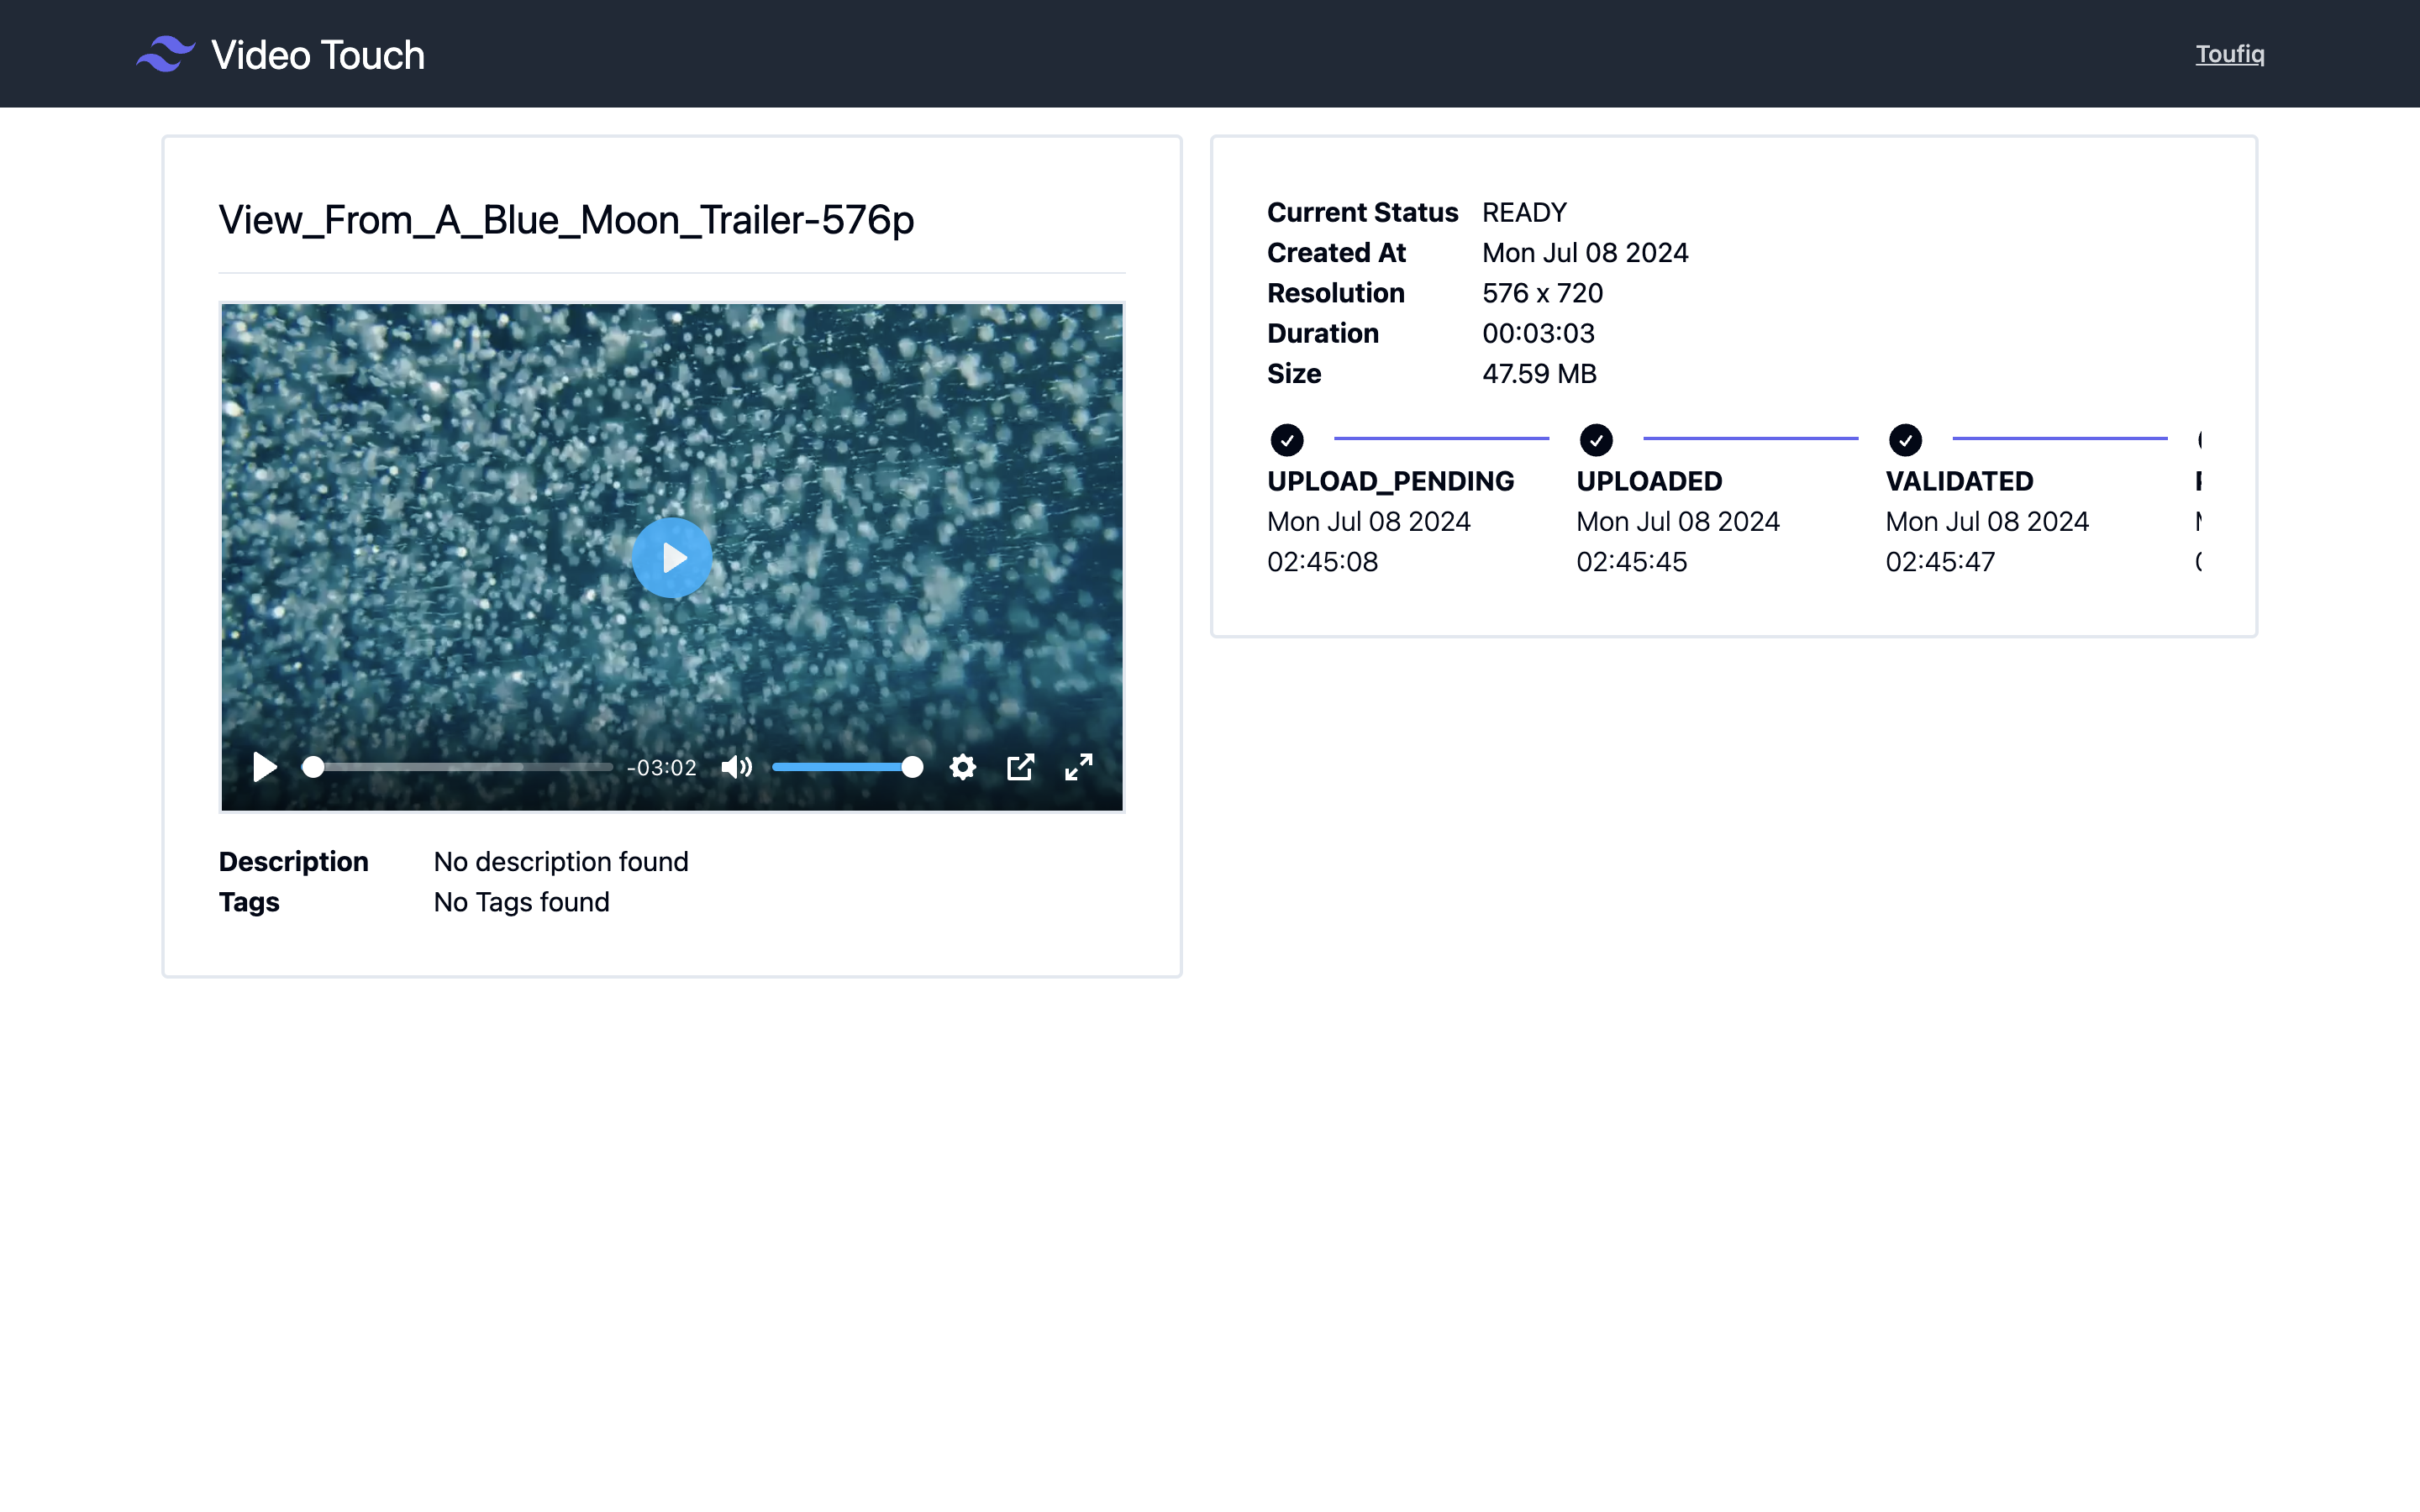 Video Touch
Toufiq
View_From_A_Blue_Moon_Trailer-576p
-03:02
Description No description found
Tags No Tags found
Current Status READY
Created At Mon Jul 08 2024
Resolution 576 x 720
Duration 00:03:03
Size 47.59 MB
UPLOAD_PENDING UPLOADED VALIDATED
Mon Jul 08 2024 Mon Jul 08 2024 Mon Jul 08 2024
02:45:08 02:45:45 02:45:47